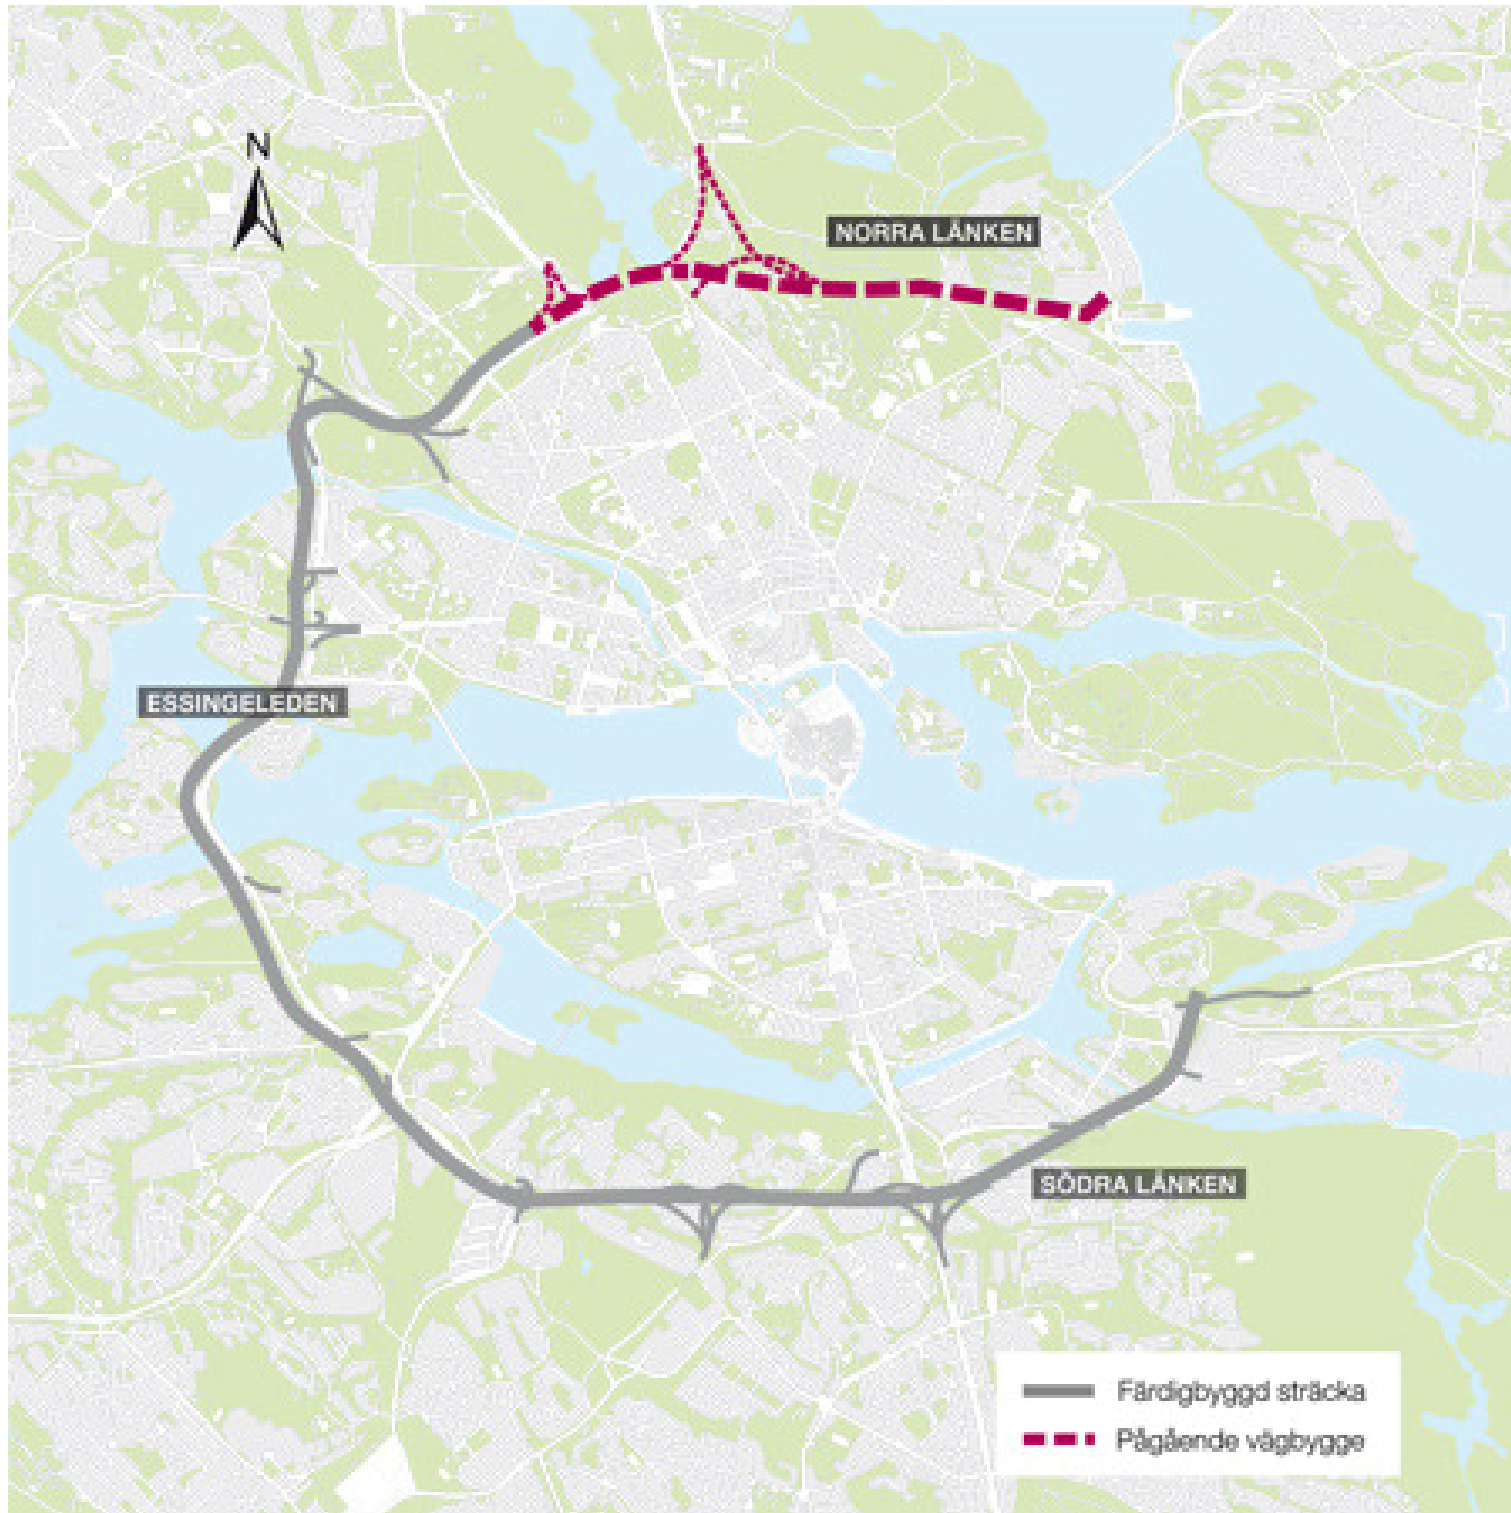 N
NORRA LÄNKEN
ESSINGELEDEN
SÖDRA LÄNKEN
Färdigbyggd sträcka
Pågående vägbygge